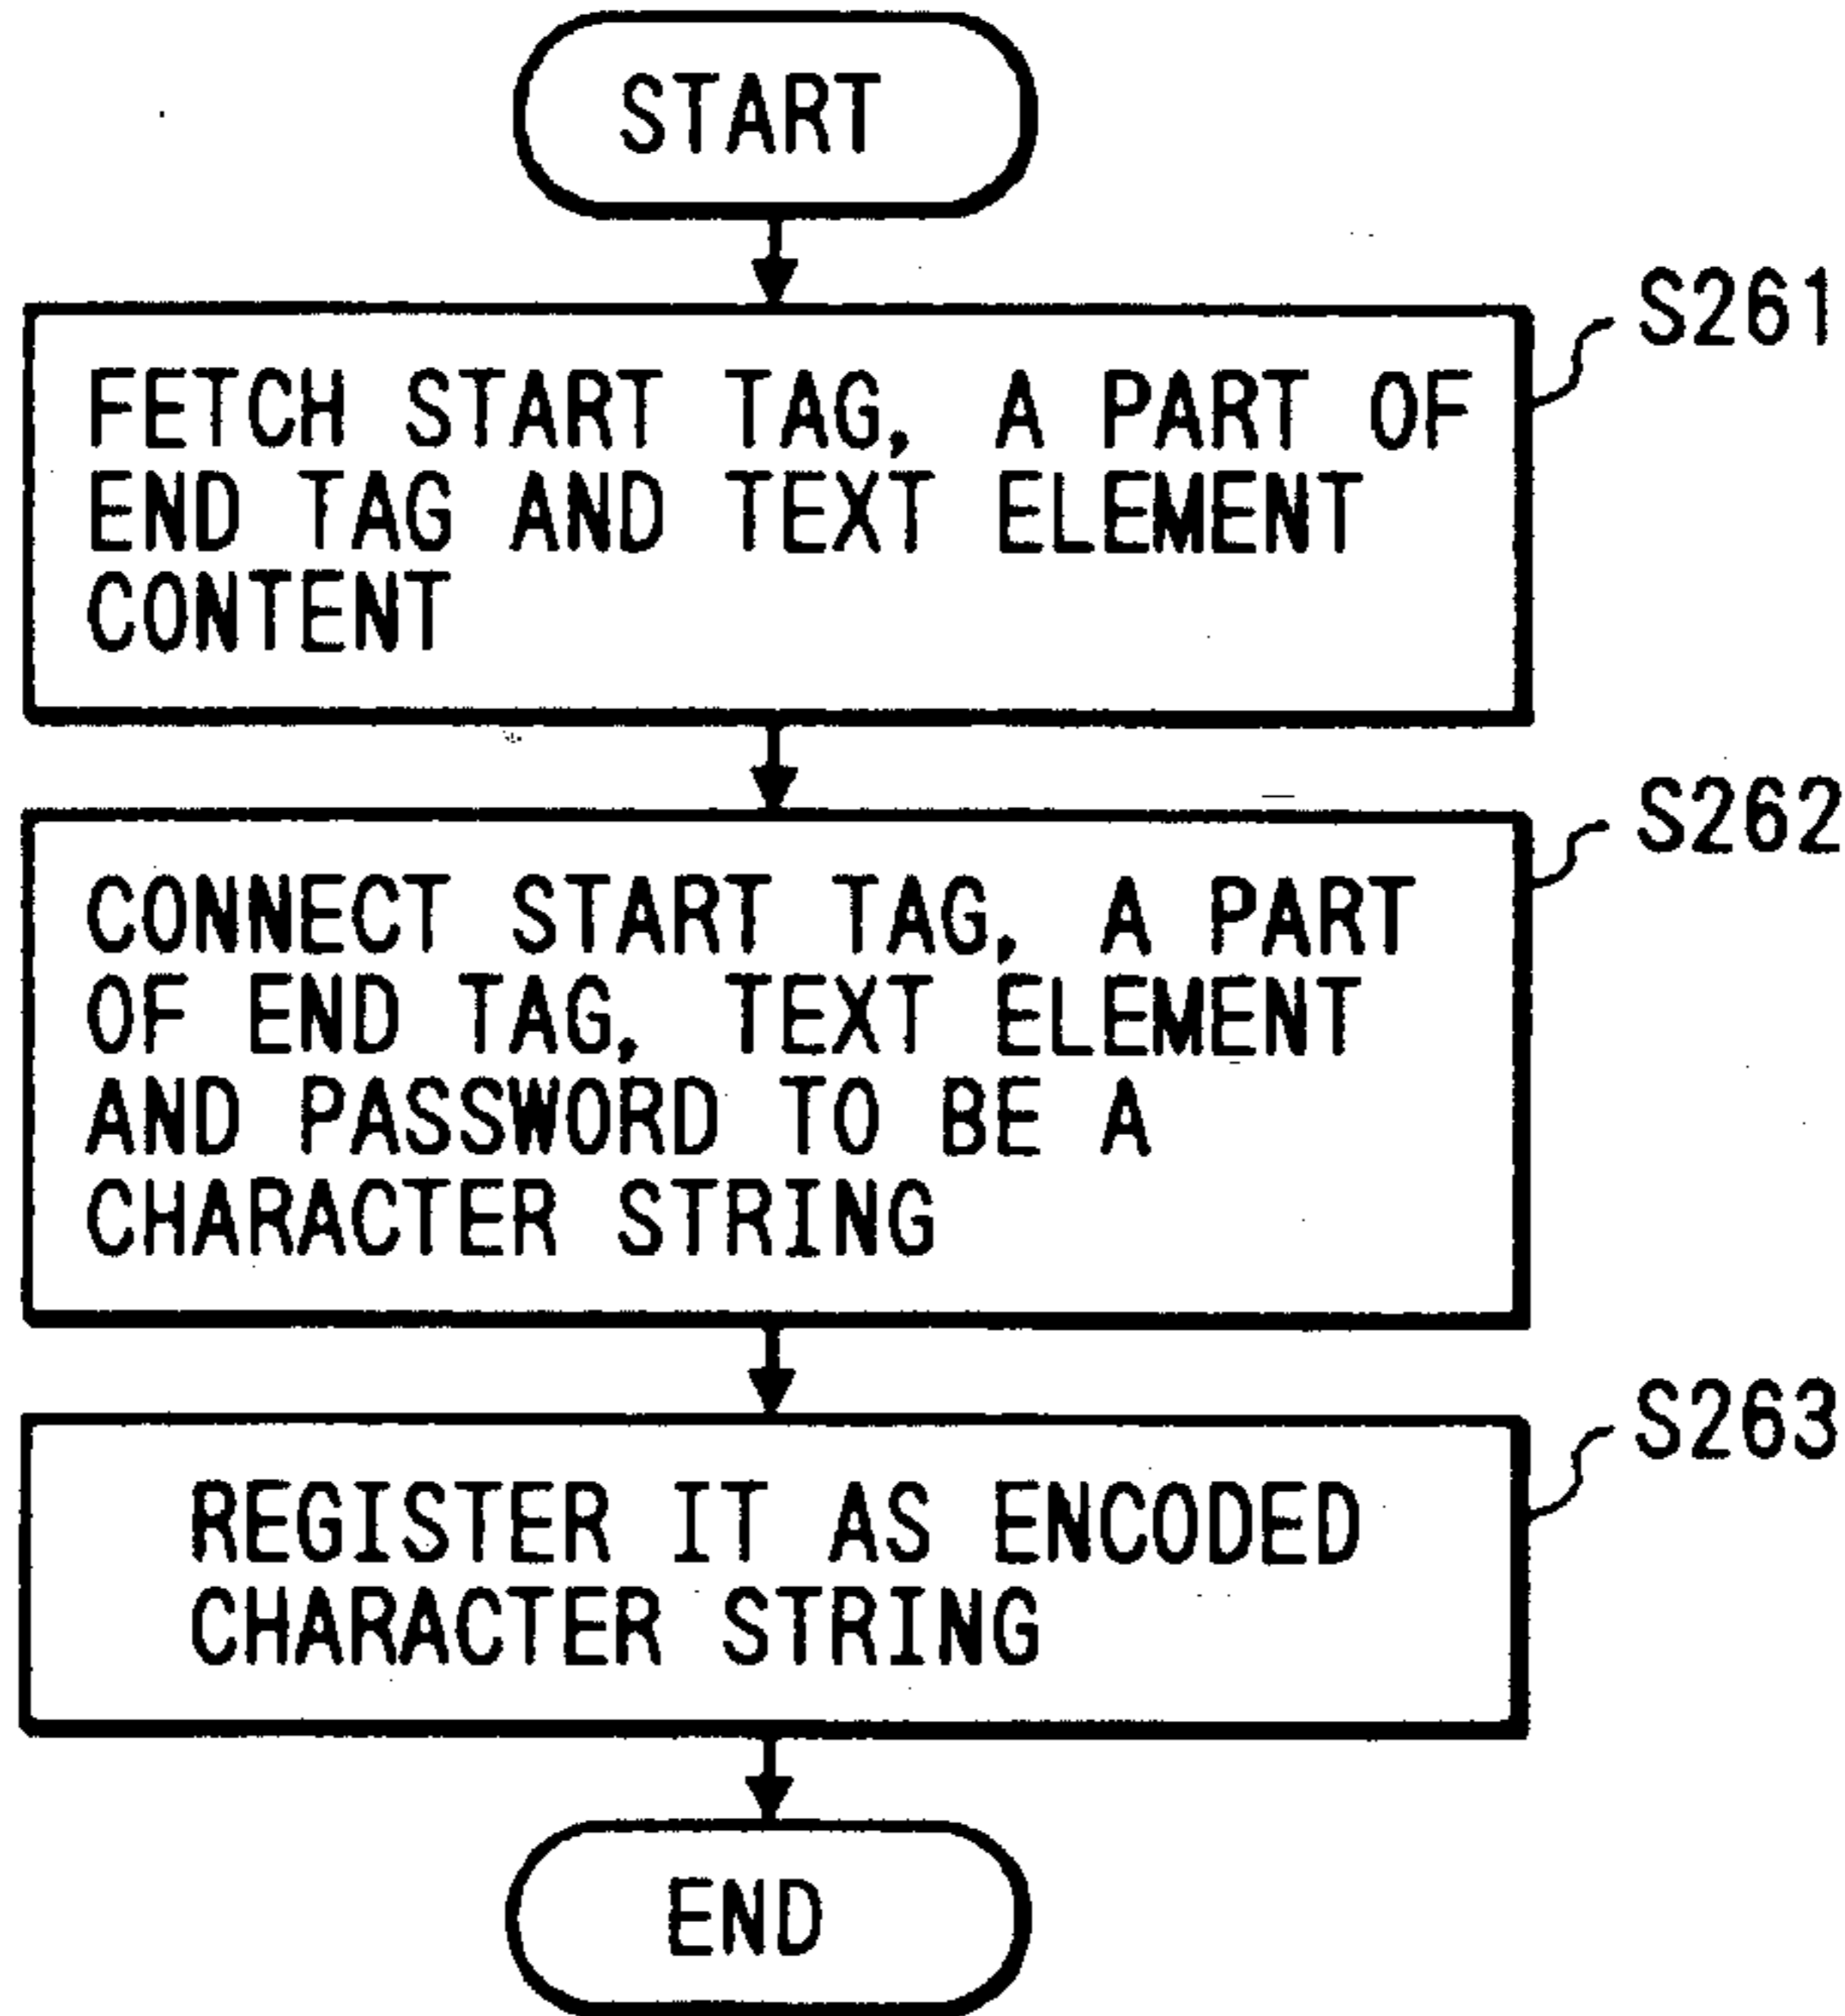 START
S261
FETCH START TAG, A PART OF
END TAG AND TEXT ELEMENT
CONTENT
S262
CONNECT START TAG, A PART
OF END TAG, TEXT ELEMENT
AND PASSWORD TO BE A
CHARACTER STRING
S263
REGISTER IT AS ENCODED
CHARACTER STRING
END